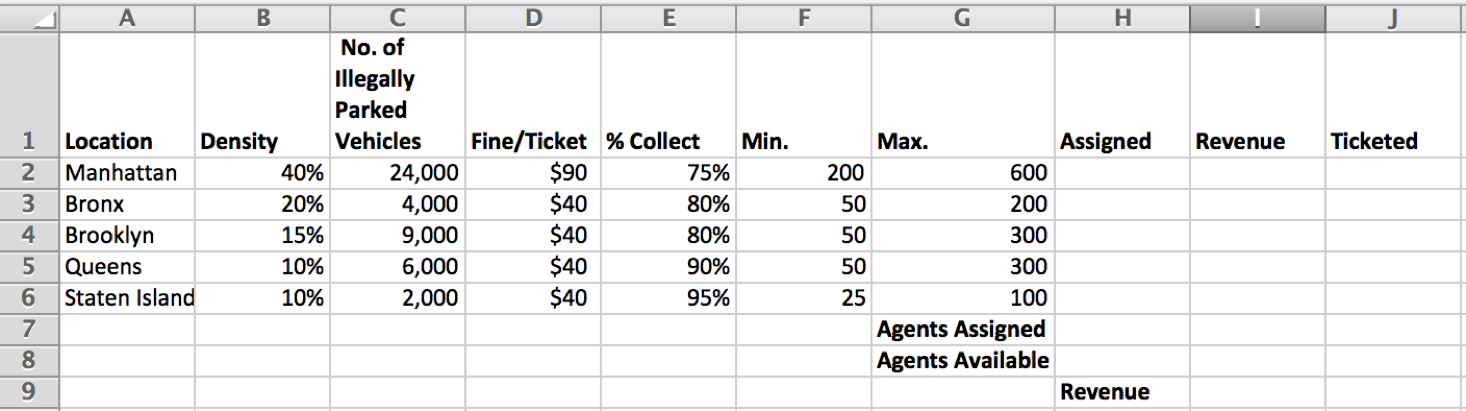 A B C D E F G H I J
No. of
Illegally
Parked
1 Location Density Vehicles Fine/Ticket % Collect Min. Max. Assigned Revenue Ticketed
2 Manhattan 40% 24,000 $90 75% 200 600
3 Bronx 20% 4,000 $40 80% 50 200
4 Brooklyn 15% 9,000 $40 80% 50 300
5 Queens 10% 6,000 $40 90% 50 300
6 Staten Island 10% 2,000 $40 95% 25 100
7 Agents Assigned
8 Agents Available
9 Revenue